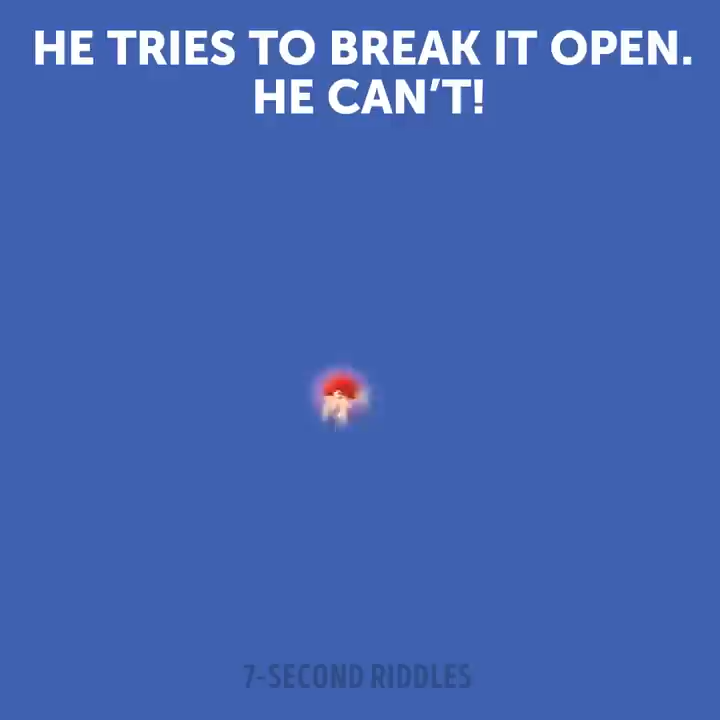 HE TRIES TO BREAK IT OPEN.
HE CAN'T!
7-SECOND RIDDLES